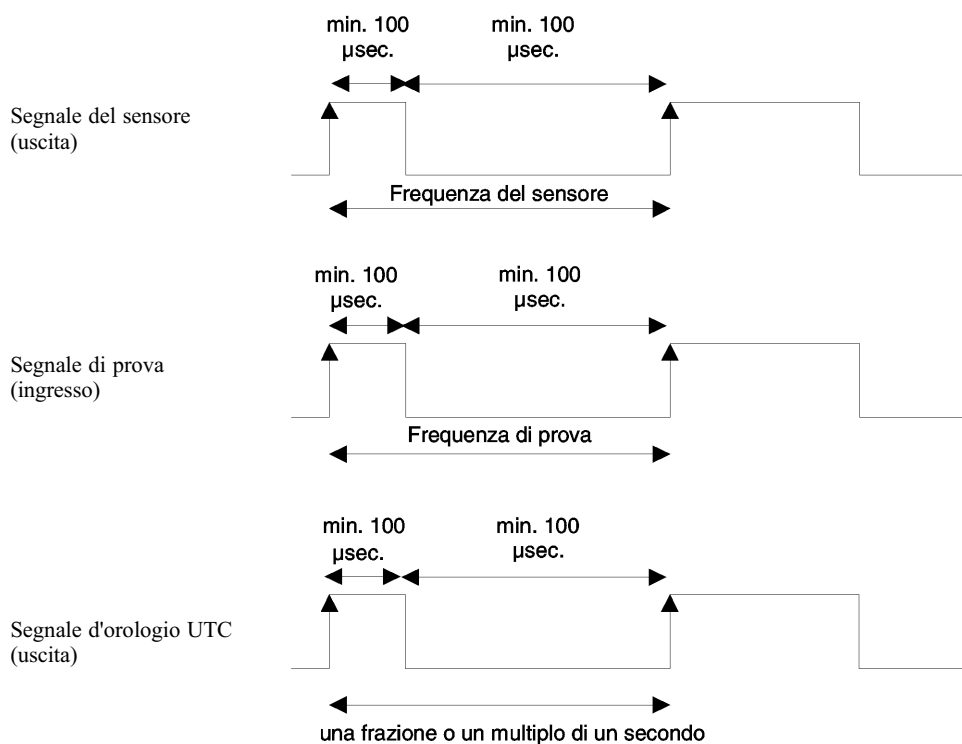 min. 100
µsec.
min. 100
µsec.
Segnale del sensore
(uscita)
Frequenza del sensore
min. 100
µsec.
min. 100
µsec.
Segnale di prova
(ingresso)
Frequenza di prova
min. 100
µsec.
min. 100
µsec.
Segnale d'orologio UTC
(uscita)
una frazione o un multiplo di un secondo